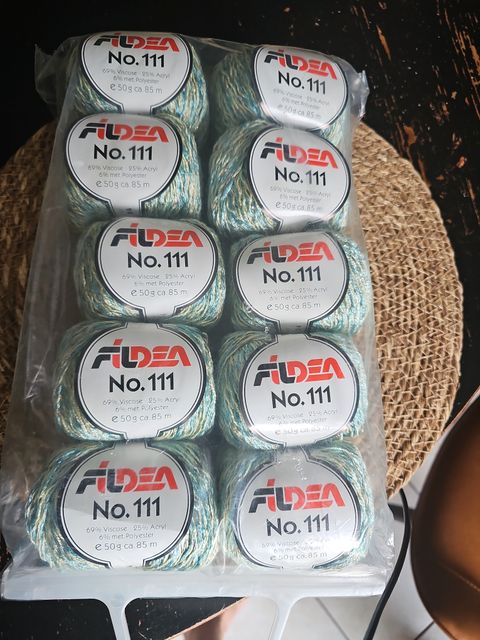 FILDEA
No. 111
69% Viscose · 25% Acryl
6% met Polyester
e 50g ca. 85 m
FILDEA
No. 111
69% Viscose · 25% Acryl
6% met Polyester
e 50g ca. 85 m
FILDEA
No. 111
69% Viscose · 25% Acryl
6% met Polyester
e 50g ca. 85 m
FILDEA
No. 111
69% Viscose · 25% Acryl
6% met Polyester
e 50g ca. 85 m
FILDEA
No. 111
69% Viscose · 25% Acryl
6% met Polyester
e 50g ca. 85 m
FILDEA
No. 111
69% Viscose · 25% Acryl
6% met Polyester
e 50g ca. 85 m
FILDEA
No. 111
69% Viscose · 25% Acryl
6% met Polyester
e 50g ca. 85 m
FILDEA
No. 111
69% Viscose · 25% Acryl
6% met Polyester
e 50g ca. 85 m
FILDEA
No. 111
69% Viscose · 25% Acryl
6% met Polyester
e 50g ca. 85 m
FILDEA
No. 111
69% Viscose · 25% Acryl
6% met Polyester
e 50g ca. 85 m